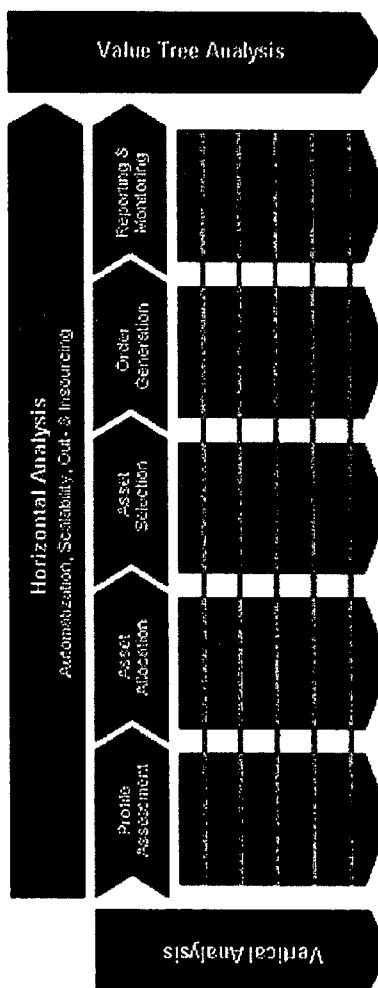 Value Tree Analysis
Horizontal Analysis
Automatization, Scalability, Out- & Insourcing
Profile
Assessment
Asset
Allocation
Asset
Selection
Order
Generation
Reporting &
Monitoring
Vertical Analysis